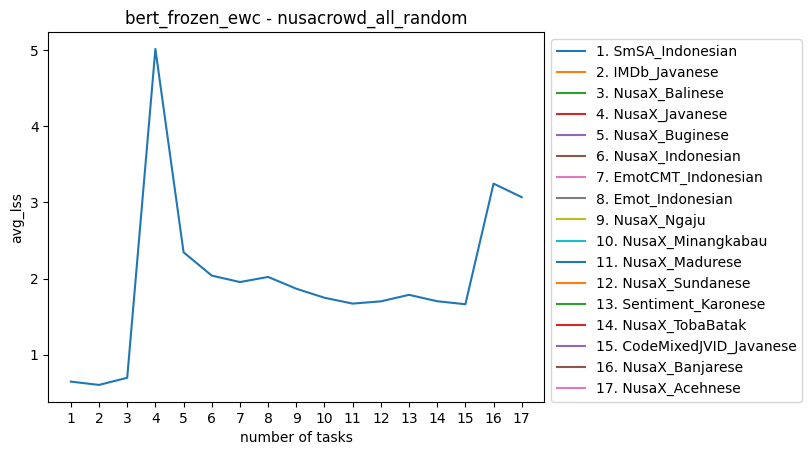 bert_frozen_ewc - nusacrowd_all_random
avg_lss
5
4
3
2
1
1 2 3 4 5 6 7 8 9 10 11 12 13 14 15 16 17
number of tasks
1. SmSA_Indonesian
2. IMDb_Javanese
3. NusaX_Balinese
4. NusaX_Javanese
5. NusaX_Buginese
6. NusaX_Indonesian
7. EmotCMT_Indonesian
8. Emot_Indonesian
9. NusaX_Ngaju
10. NusaX_Minangkabau
11. NusaX_Madurese
12. NusaX_Sundanese
13. Sentiment_Karonese
14. NusaX_TobaBatak
15. CodeMixedJVID_Javanese
16. NusaX_Banjarese
17. NusaX_Acehnese